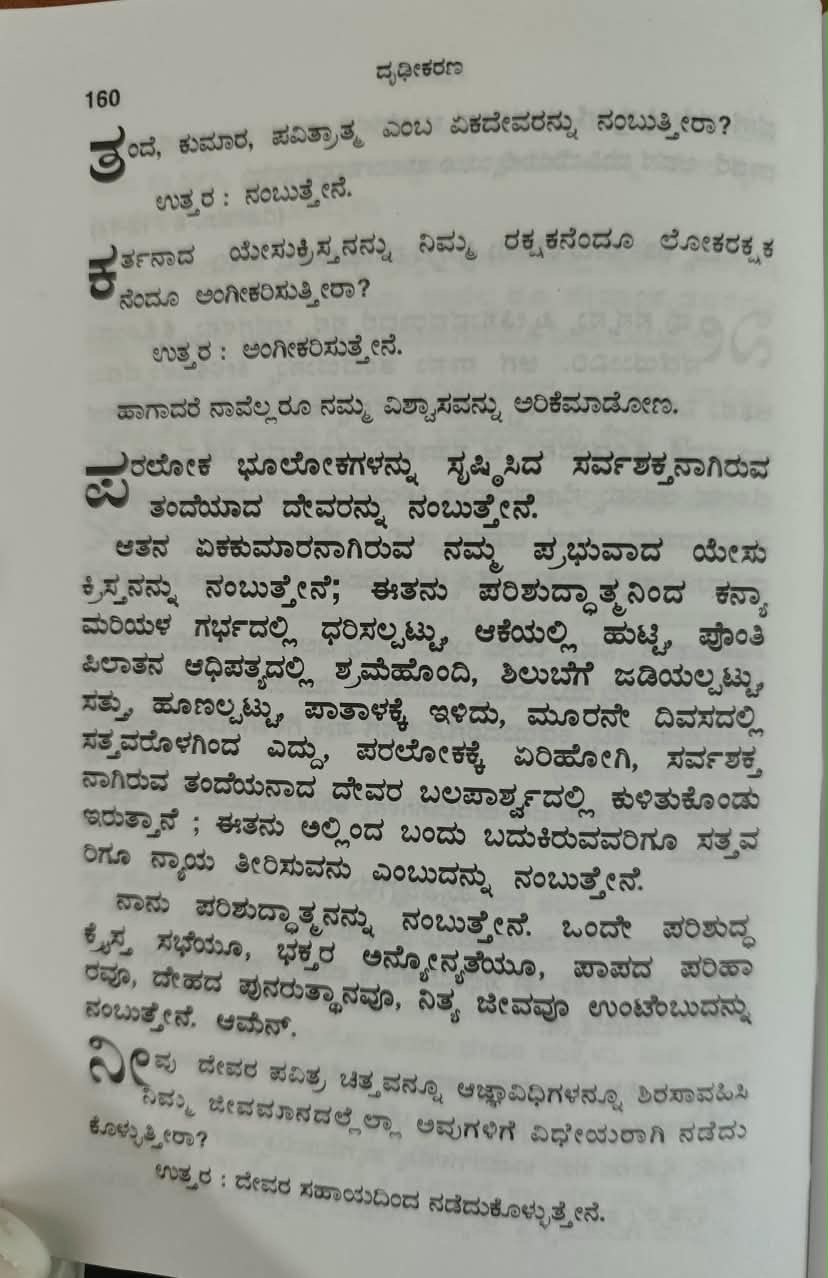 ದೃಢೀಕರಣ
160
ತಂದೆ, ಕುಮಾರ, ಪವಿತ್ರಾತ್ಮ ಎಂಬ ಏಕದೇವರನ್ನು ನಂಬುತ್ತೀರಾ?
ಉತ್ತರ : ನಂಬುತ್ತೇನೆ.
ಕರ್ತನಾದ ಯೇಸುಕ್ರಿಸ್ತನನ್ನು ನಿಮ್ಮ ರಕ್ಷಕನೆಂದೂ ಲೋಕರಕ್ಷಕ
ನೆಂದೂ ಅಂಗೀಕರಿಸುತ್ತೀರಾ?
ಉತ್ತರ : ಅಂಗೀಕರಿಸುತ್ತೇನೆ.
ಹಾಗಾದರೆ ನಾವೆಲ್ಲರೂ ನಮ್ಮ ವಿಶ್ವಾಸವನ್ನು ಅರಿಕೆಮಾಡೋಣ.
ಪರಲೋಕ ಭೂಲೋಕಗಳನ್ನು ಸೃಷ್ಠಿಸಿದ ಸರ್ವಶಕ್ತನಾಗಿರುವ
ತಂದೆಯಾದ ದೇವರನ್ನು ನಂಬುತ್ತೇನೆ.
ಆತನ ಏಕಕುಮಾರನಾಗಿರುವ ನಮ್ಮ ಪ್ರಭುವಾದ ಯೇಸು
ಕ್ರಿಸ್ತನನ್ನು ನಂಬುತ್ತೇನೆ; ಈತನು ಪರಿಶುದ್ಧಾತ್ಮನಿಂದ ಕನ್ಯಾ
ಮರಿಯಳ ಗರ್ಭದಲ್ಲಿ ಧರಿಸಲ್ಪಟ್ಟು, ಆಕೆಯಲ್ಲಿ ಹುಟ್ಟಿ, ಪೊಂತಿ
ಪಿಲಾತನ ಆಧಿಪತ್ಯದಲ್ಲಿ ಶ್ರಮೆಹೊಂದಿ, ಶಿಲುಬೆಗೆ ಜಡಿಯಲ್ಪಟ್ಟು,
ಸತ್ತು, ಹೂಣಲ್ಪಟ್ಟು, ಪಾತಾಳಕ್ಕೆ ಇಳಿದು, ಮೂರನೇ ದಿವಸದಲ್ಲಿ
ಸತ್ತವರೊಳಗಿಂದ ಎದ್ದು, ಪರಲೋಕಕ್ಕೆ ಏರಿಹೋಗಿ, ಸರ್ವಶಕ್ತ
ನಾಗಿರುವ ತಂದೆಯನಾದ ದೇವರ ಬಲಪಾರ್ಶ್ವದಲ್ಲಿ ಕುಳಿತುಕೊಂಡು
ಇರುತ್ತಾನೆ ; ಈತನು ಅಲ್ಲಿಂದ ಬಂದು ಬದುಕಿರುವವರಿಗೂ ಸತ್ತವ
ರಿಗೂ ನ್ಯಾಯ ತೀರಿಸುವನು ಎಂಬುದನ್ನು ನಂಬುತ್ತೇನೆ.
ನಾನು ಪರಿಶುದ್ಧಾತ್ಮನನ್ನು ನಂಬುತ್ತೇನೆ. ಒಂದೇ ಪರಿಶುದ್ಧ
ಕ್ರೈಸ್ತ ಸಭೆಯೂ, ಭಕ್ತರ ಅನ್ಯೋನ್ಯತೆಯೂ, ಪಾಪದ ಪರಿಹಾ
ರವೂ, ದೇಹದ ಪುನರುತ್ಥಾನವೂ, ನಿತ್ಯ ಜೀವವೂ ಉಂಟೆಂಬುದನ್ನು
ನಂಬುತ್ತೇನೆ. ಆಮೆನ್.
ನೀವು ದೇವರ ಪವಿತ್ರ ಚಿತ್ತವನ್ನೂ ಆಜ್ಞಾವಿಧಿಗಳನ್ನೂ ಶಿರಸಾವಹಿಸಿ
ನಿಮ್ಮ ಜೀವಮಾನದಲ್ಲೆಲ್ಲಾ ಅವುಗಳಿಗೆ ವಿಧೇಯರಾಗಿ ನಡೆದು
ಕೊಳ್ಳುತ್ತೀರಾ?
ಉತ್ತರ : ದೇವರ ಸಹಾಯದಿಂದ ನಡೆದುಕೊಳ್ಳುತ್ತೇನೆ.